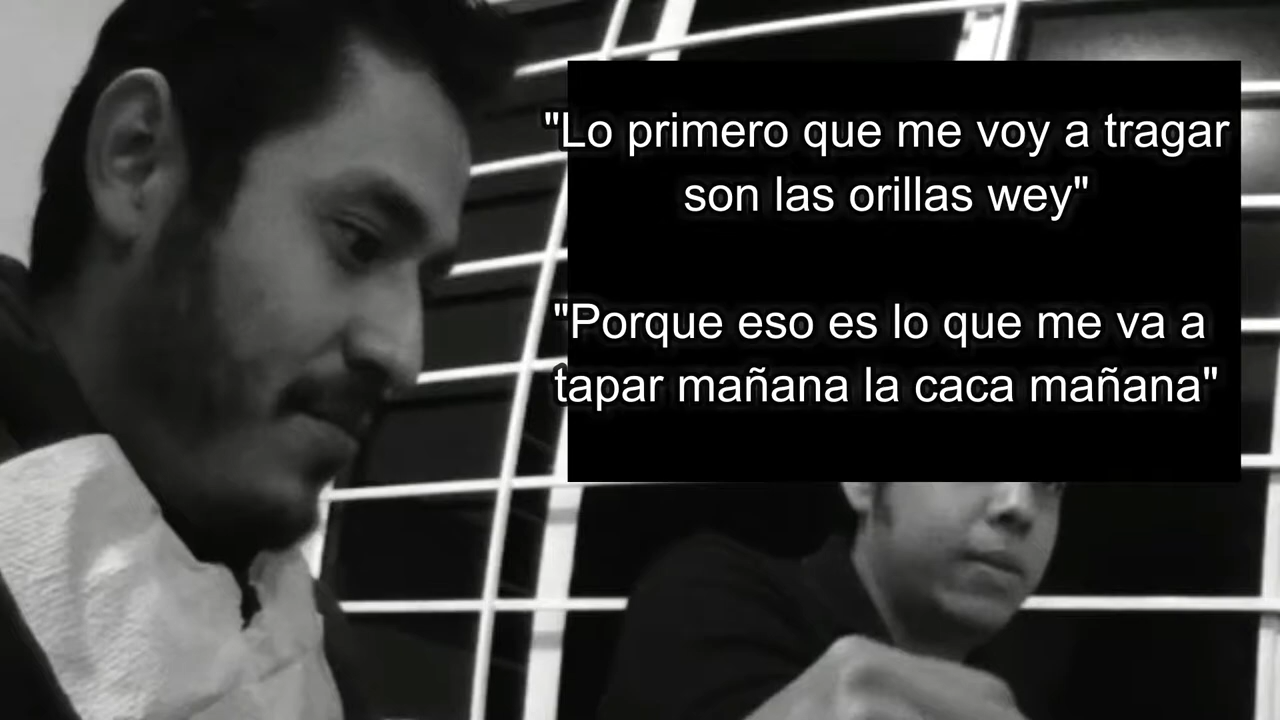 "Lo primero que me voy a tragar
son las orillas wey"
"Porque eso es lo que me va a
tapar mañana la caca mañana"